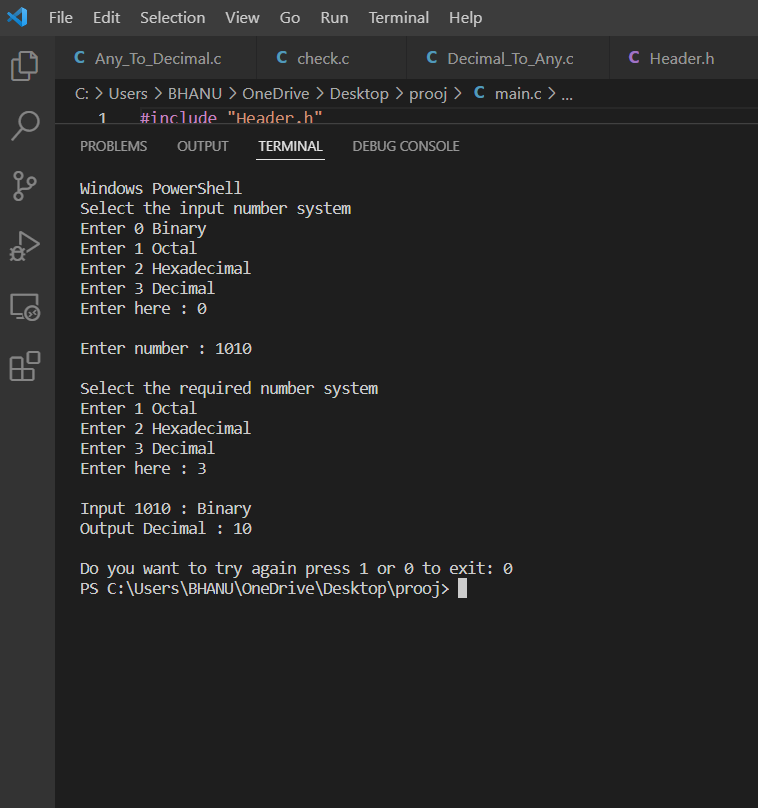 File Edit Selection View Go Run Terminal Help
C Any_To_Decimal.c C check.c C Decimal_To_Any.c C Header.h
C: > Users > BHANU > OneDrive > Desktop > prooj > C main.c > ...
1 #include "Header.h"
PROBLEMS OUTPUT TERMINAL DEBUG CONSOLE
Windows PowerShell
Select the input number system
Enter 0 Binary
Enter 1 Octal
Enter 2 Hexadecimal
Enter 3 Decimal
Enter here : 0
Enter number : 1010
Select the required number system
Enter 1 Octal
Enter 2 Hexadecimal
Enter 3 Decimal
Enter here : 3
Input 1010 : Binary
Output Decimal : 10
Do you want to try again press 1 or 0 to exit: 0
PS C:\Users\BHANU\OneDrive\Desktop\prooj>